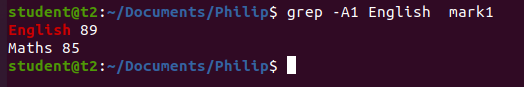 student@t2:~/Documents/Philip$ grep -A1 English  mark1
English 89
Maths 85
student@t2:~/Documents/Philip$